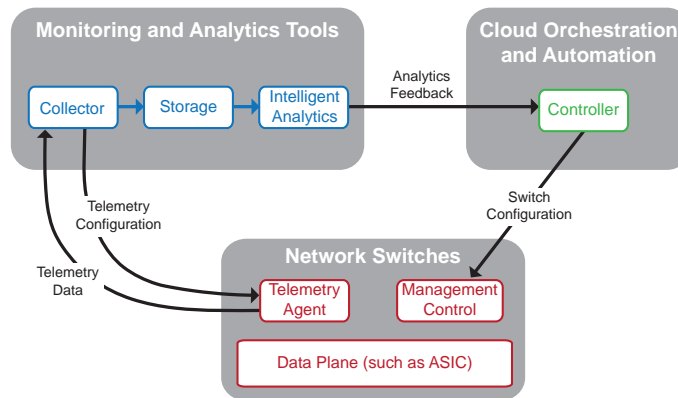 Monitoring and Analytics Tools
Collector
Storage
Intelligent
Analytics
Analytics
Feedback
Cloud Orchestration
and Automation
Controller
Telemetry
Configuration
Telemetry
Data
Switch
Configuration
Network Switches
Telemetry
Agent
Management
Control
Data Plane (such as ASIC)